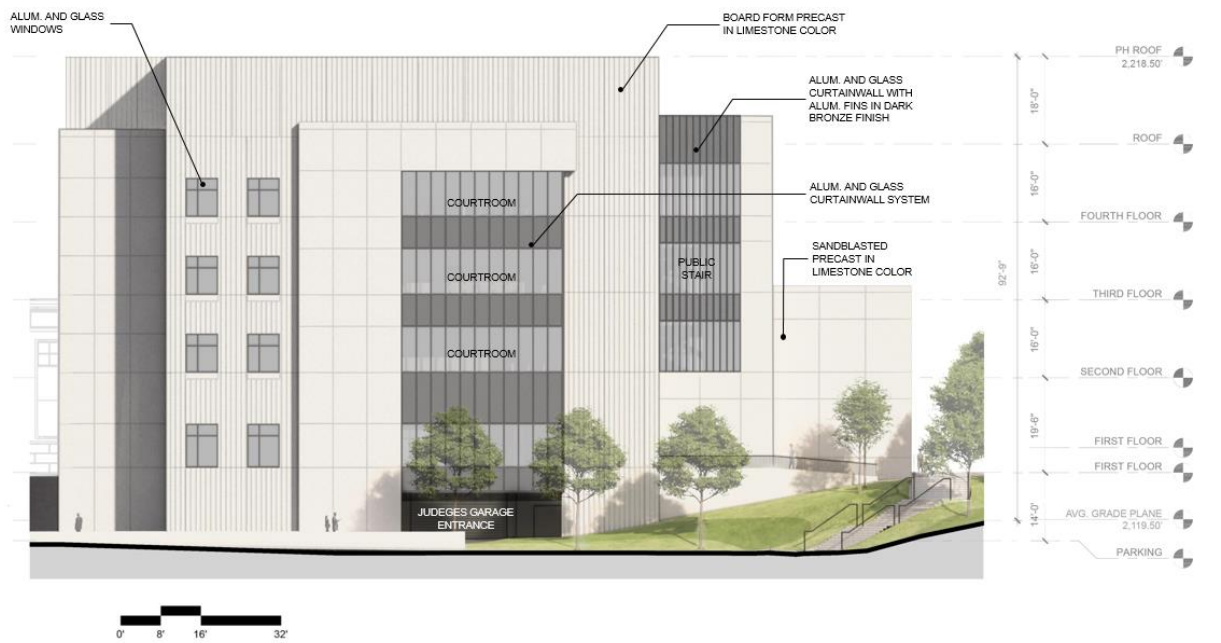 ALUM. AND GLASS
WINDOWS
BOARD FORM PRECAST
IN LIMESTONE COLOR
ALUM. AND GLASS
CURTAINWALL WITH
ALUM. FINS IN DARK
BRONZE FINISH
ALUM. AND GLASS
CURTAINWALL SYSTEM
SANDBLASTED
PRECAST IN
LIMESTONE COLOR
COURTROOM
COURTROOM
COURTROOM
PUBLIC
STAIR
JUDEGES GARAGE
ENTRANCE
PH ROOF
2,218.50'
18'-0"
ROOF
16'-0"
FOURTH FLOOR
16'-0"
92'-9"
THIRD FLOOR
16'-0"
SECOND FLOOR
19'-6"
FIRST FLOOR
FIRST FLOOR
14'-0"
AVG. GRADE PLANE
2,119.50'
PARKING
0' 8' 16' 32'